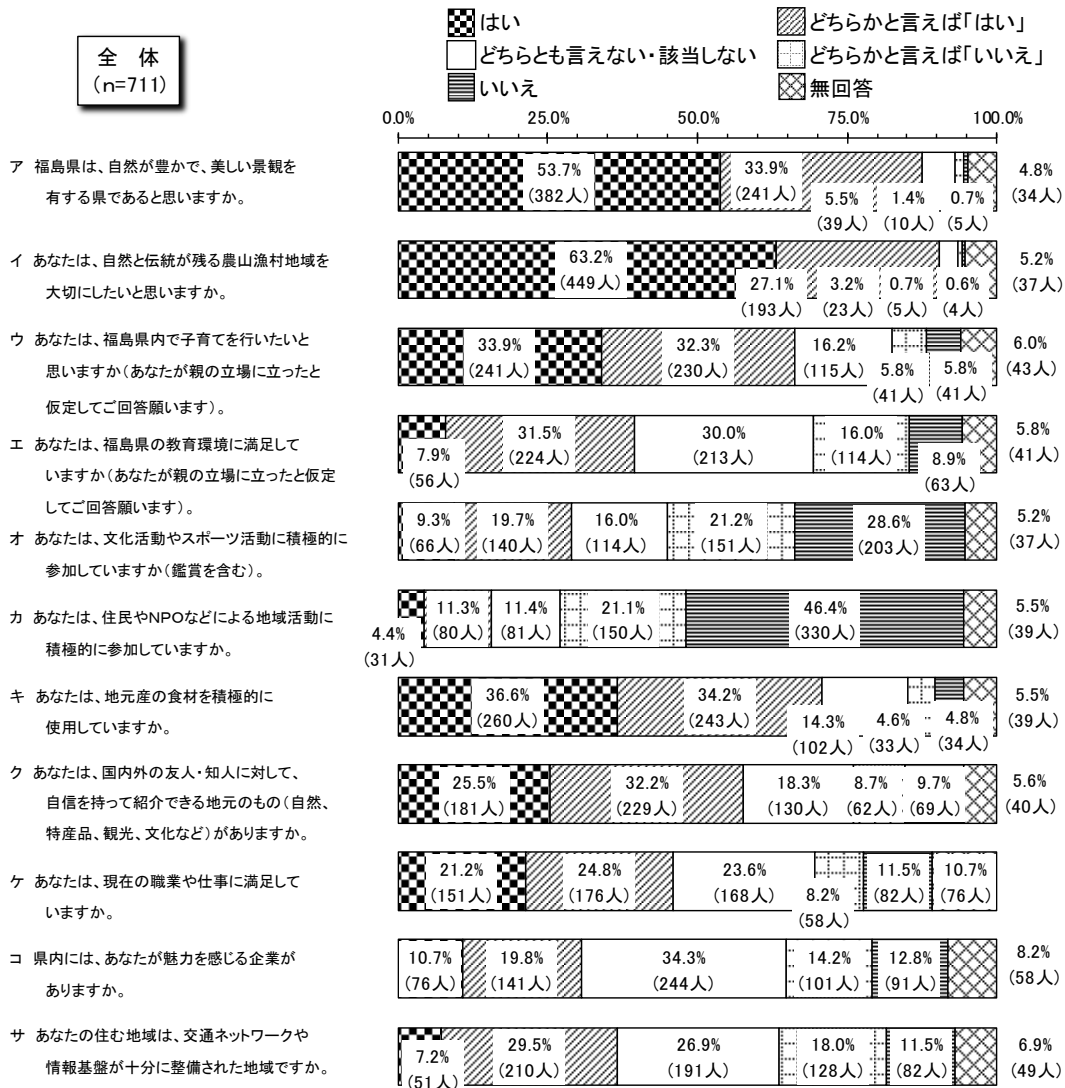 はい
どちらかと言えば「はい」
どちらとも言えない・該当しない
どちらかと言えば「いいえ」
いいえ
無回答
全　体
(n=711)
0.0% 25.0% 50.0% 75.0% 100.0%
ア 福島県は、自然が豊かで、美しい景観を
有する県であると思いますか。
53.7% 33.9% 5.5% 1.4% 0.7% 4.8%
(382人) (241人) (39人) (10人) (5人) (34人)
イ あなたは、自然と伝統が残る農山漁村地域を
大切にしたいと思いますか。
63.2% 27.1% 3.2% 0.7% 0.6% 5.2%
(449人) (193人) (23人) (5人) (4人) (37人)
ウ あなたは、福島県内で子育てを行いたいと
思いますか(あなたが親の立場に立ったと
仮定してご回答願います)。
33.9% 32.3% 16.2% 5.8% 5.8% 6.0%
(241人) (230人) (115人) (41人) (41人) (43人)
エ あなたは、福島県の教育環境に満足して
いますか(あなたが親の立場に立ったと仮定
してご回答願います)。
7.9% 31.5% 30.0% 16.0% 8.9% 5.8%
(56人) (224人) (213人) (114人) (63人) (41人)
オ あなたは、文化活動やスポーツ活動に積極的に
参加していますか(鑑賞を含む)。
9.3% 19.7% 16.0% 21.2% 28.6% 5.2%
(66人) (140人) (114人) (151人) (203人) (37人)
カ あなたは、住民やNPOなどによる地域活動に
積極的に参加していますか。
4.4% 11.3% 11.4% 21.1% 46.4% 5.5%
(31人) (80人) (81人) (150人) (330人) (39人)
キ あなたは、地元産の食材を積極的に
使用していますか。
36.6% 34.2% 14.3% 4.6% 4.8% 5.5%
(260人) (243人) (102人) (33人) (34人) (39人)
ク あなたは、国内外の友人・知人に対して、
自信を持って紹介できる地元のもの(自然、
特産品、観光、文化など)がありますか。
25.5% 32.2% 18.3% 8.7% 9.7% 5.6%
(181人) (229人) (130人) (62人) (69人) (40人)
ケ あなたは、現在の職業や仕事に満足して
いますか。
21.2% 24.8% 23.6% 8.2% 11.5% 10.7%
(151人) (176人) (168人) (58人) (82人) (76人)
コ 県内には、あなたが魅力を感じる企業が
ありますか。
10.7% 19.8% 34.3% 14.2% 12.8% 8.2%
(76人) (141人) (244人) (101人) (91人) (58人)
サ あなたの住む地域は、交通ネットワークや
情報基盤が十分に整備された地域ですか。
7.2% 29.5% 26.9% 18.0% 11.5% 6.9%
(51人) (210人) (191人) (128人) (82人) (49人)